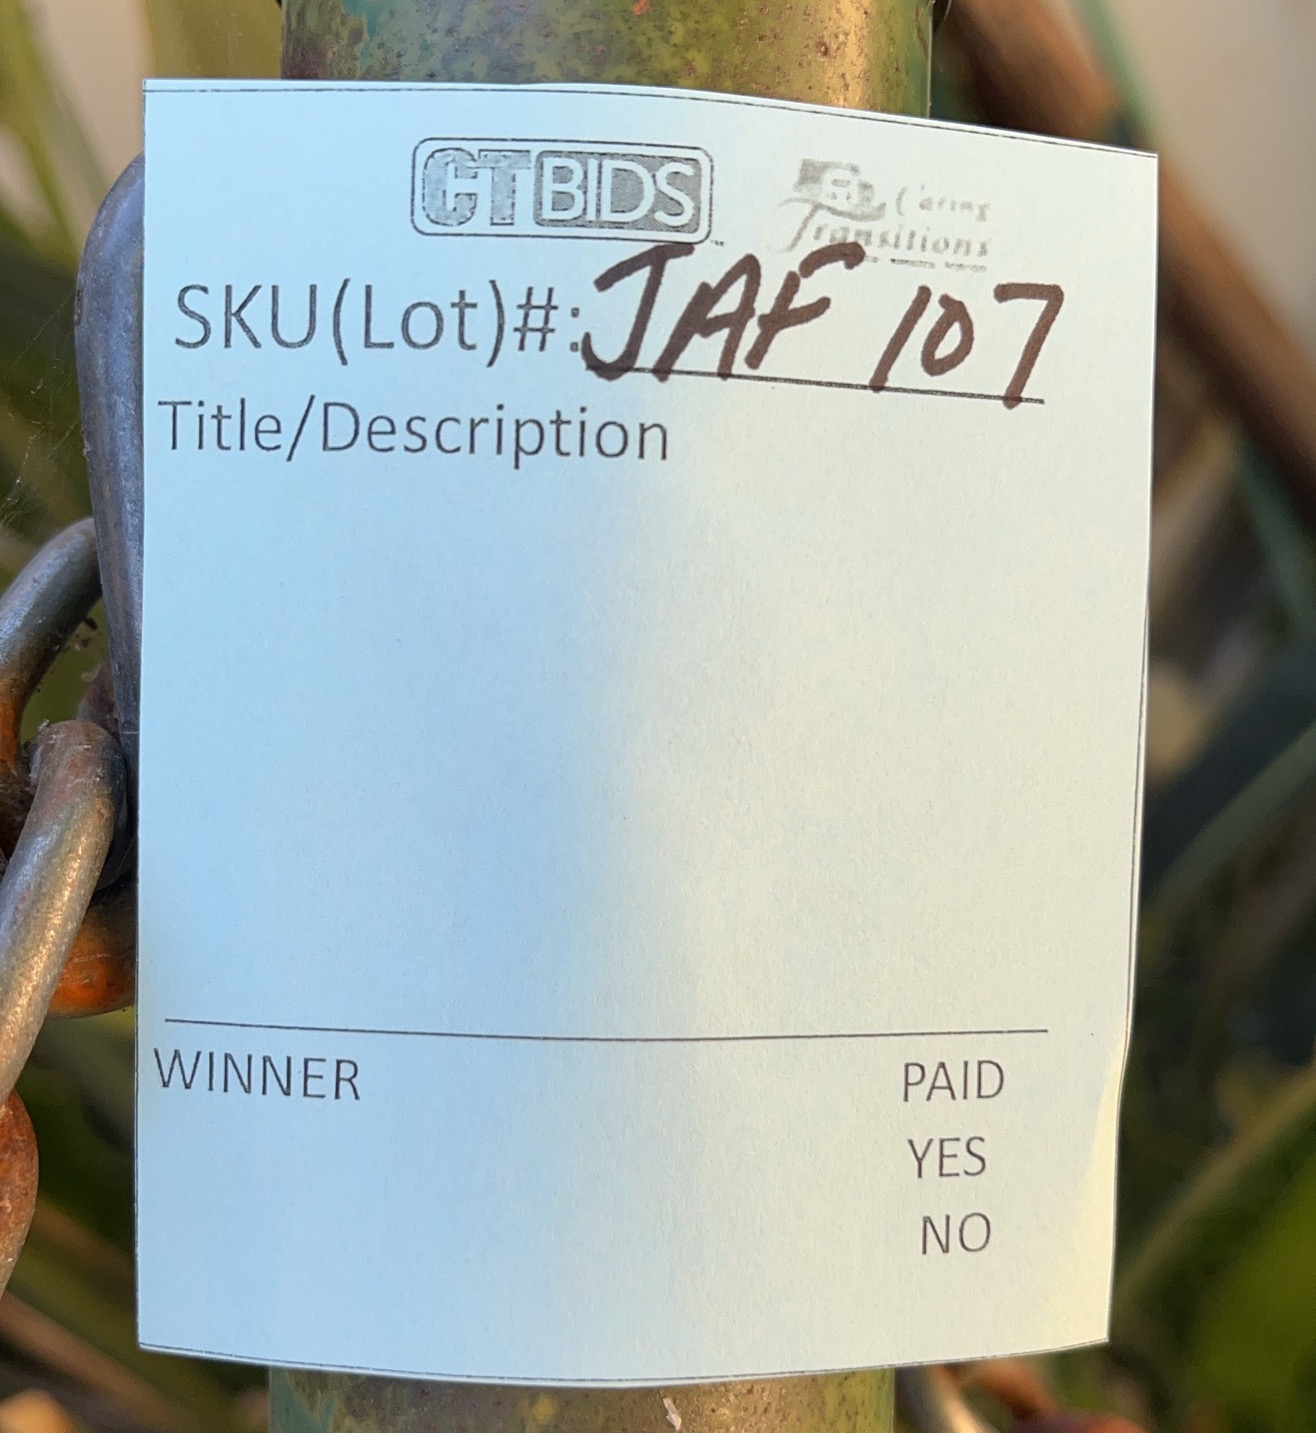 CTBIDS
Caring
Transitions
SKU(Lot)#: JAF 107
Title/Description
WINNER PAID
YES
NO